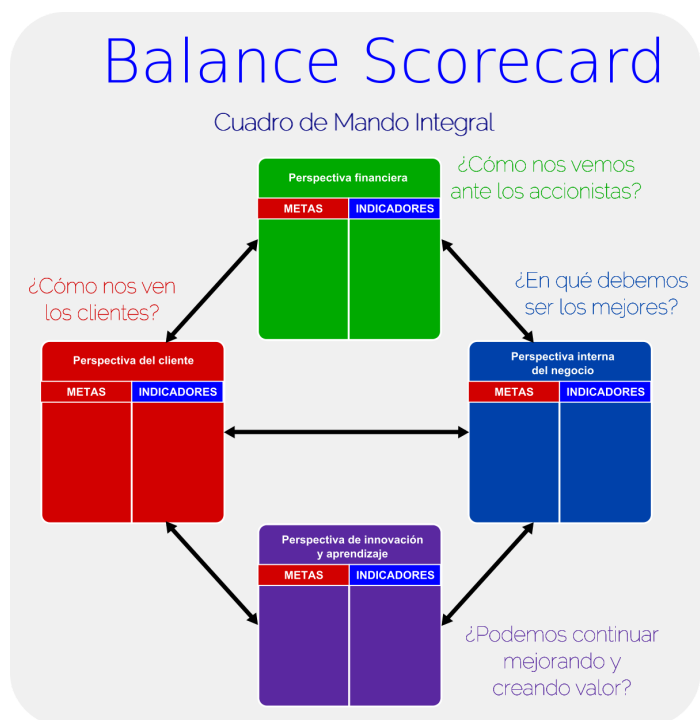 Balance Scorecard
Cuadro de Mando Integral
Perspectiva financiera
METAS INDICADORES
¿Cómo nos vemos
ante los accionistas?
¿Cómo nos ven
los clientes?
¿En qué debemos
ser los mejores?
Perspectiva del cliente
METAS INDICADORES
Perspectiva interna
del negocio
METAS INDICADORES
Perspectiva de innovación
y aprendizaje
METAS INDICADORES
¿Podemos continuar
mejorando y
creando valor?